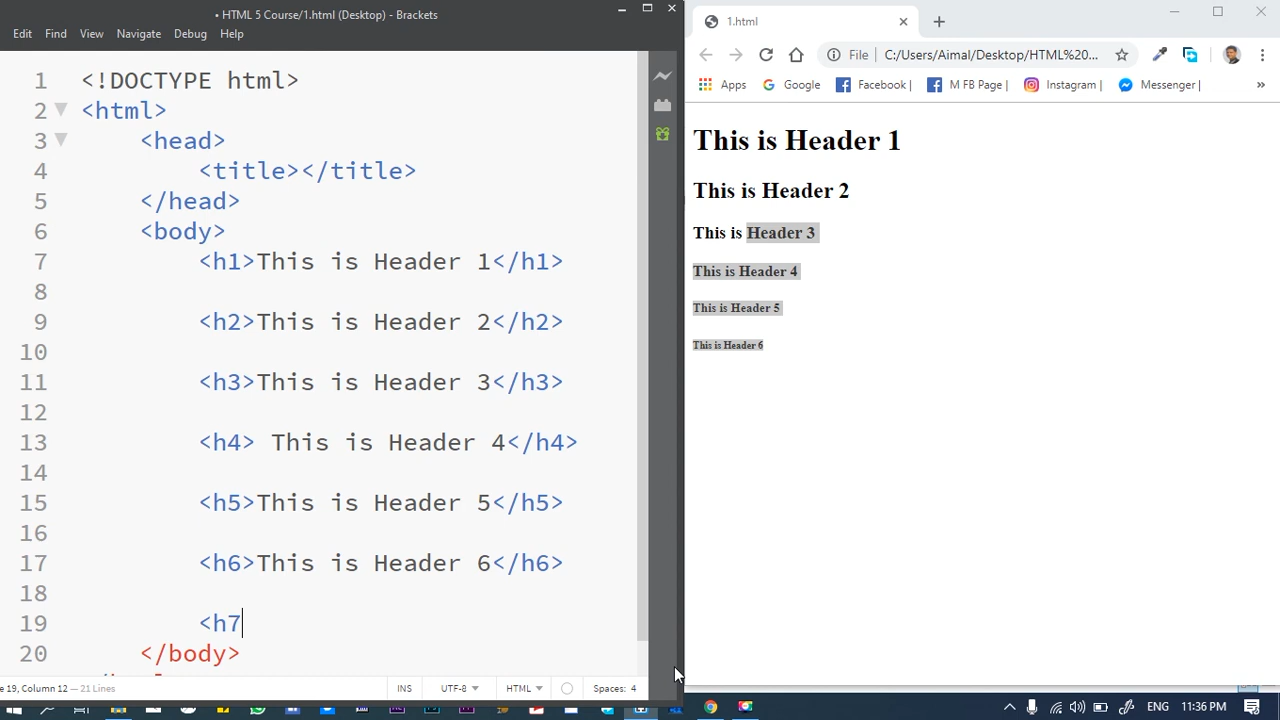 • HTML 5 Course/1.html (Desktop) - Brackets
Edit Find View Navigate Debug Help
1 <!DOCTYPE html>
2 <html>
3 <head>
4 <title></title>
5 </head>
6 <body>
7 <h1>This is Header 1</h1>
8
9 <h2>This is Header 2</h2>
10
11 <h3>This is Header 3</h3>
12
13 <h4> This is Header 4</h4>
14
15 <h5>This is Header 5</h5>
16
17 <h6>This is Header 6</h6>
18
19 <h7
20 </body>
e 19, Column 12 — 21 Lines
INS UTF-8 HTML Spaces: 4
1.html
File C:/Users/Aimal/Desktop/HTML%20...
Apps Google Facebook | M FB Page | Instagram | Messenger | »
This is Header 1
This is Header 2
This is Header 3
This is Header 4
This is Header 5
This is Header 6
ENG 11:36 PM